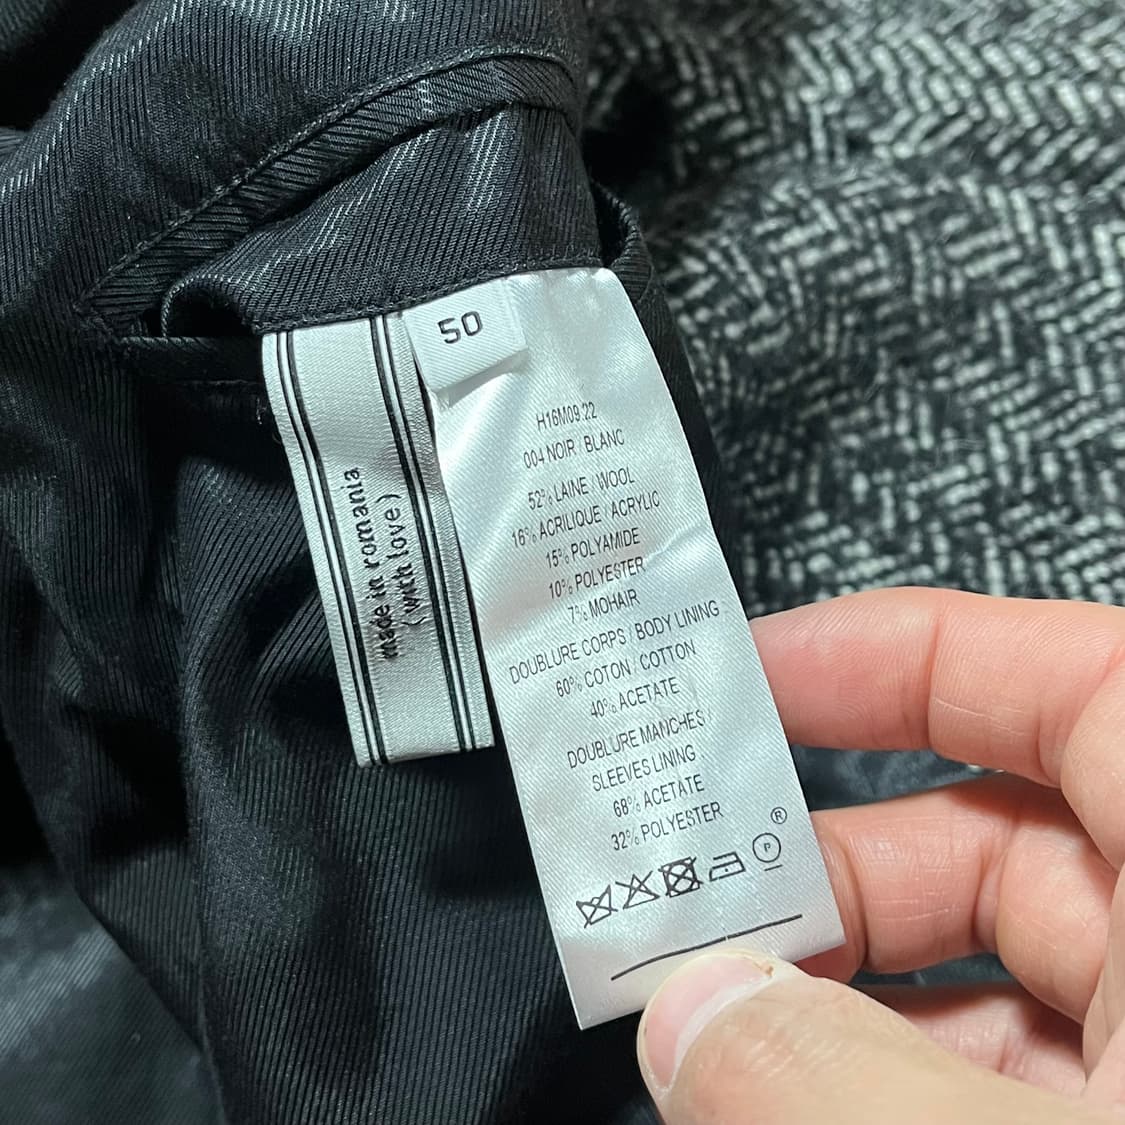 50
made in romania
(with love)
H16M09.22
004 NOIR / BLANC
52% LAINE / WOOL
16% ACRILIQUE / ACRYLIC
15% POLYAMIDE
10% POLYESTER
7% MOHAIR
DOUBLURE CORPS / BODY LINING
60% COTON / COTTON
40% ACETATE
DOUBLURE MANCHES /
SLEEVES LINING
68% ACETATE
32% POLYESTER
®
P